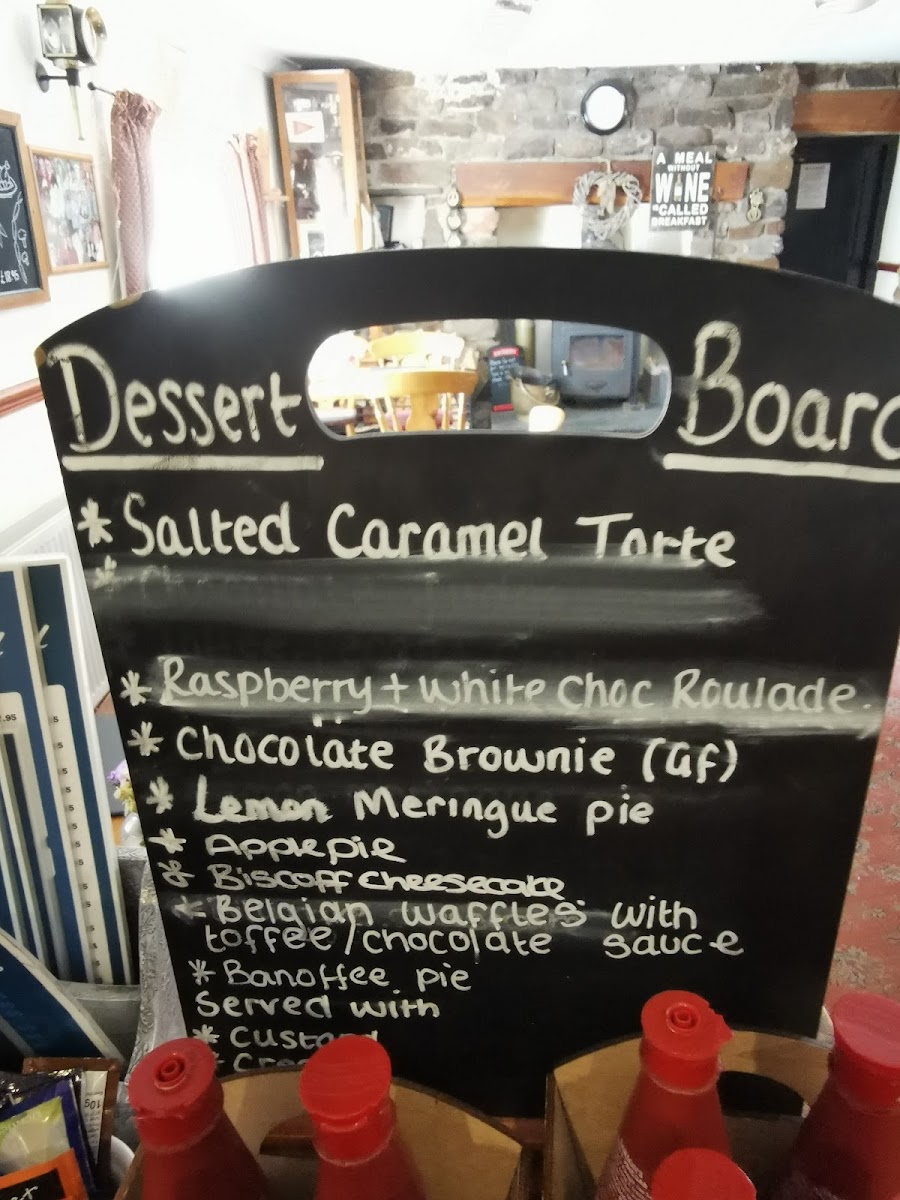 A MEAL
WITHOUT
WINE
IS CALLED
BREAKFAST
Dessert Board
* Salted Caramel Torte
*
* Raspberry + white choc Roulade.
* Chocolate Brownie (GF)
* Lemon Meringue pie
* Apple pie
* Biscoff cheesecake
* Belgian waffles with
toffee/chocolate sauce
* Banoffee pie
Served with
* Custard